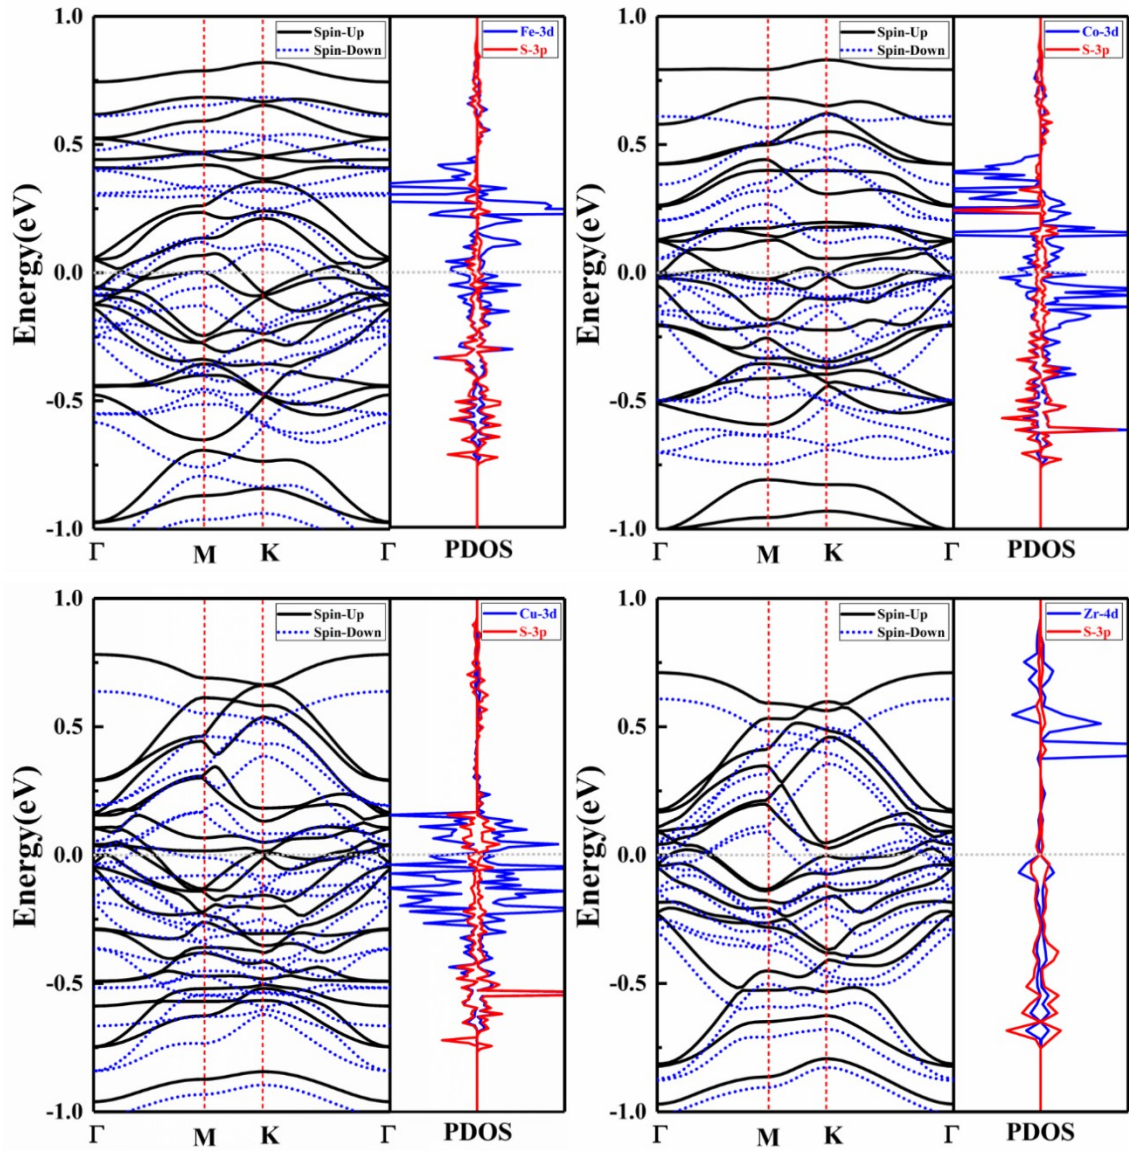 1.0
0.5
0.0
-0.5
-1.0
Energy(eV)
Spin-Up
Spin-Down
Fe-3d
S-3p
Γ M K Γ PDOS
1.0
0.5
0.0
-0.5
-1.0
Energy(eV)
Spin-Up
Spin-Down
Co-3d
S-3p
Γ M K Γ PDOS
1.0
0.5
0.0
-0.5
-1.0
Energy(eV)
Spin-Up
Spin-Down
Cu-3d
S-3p
Γ M K Γ PDOS
1.0
0.5
0.0
-0.5
-1.0
Energy(eV)
Spin-Up
Spin-Down
Zr-4d
S-3p
Γ M K Γ PDOS